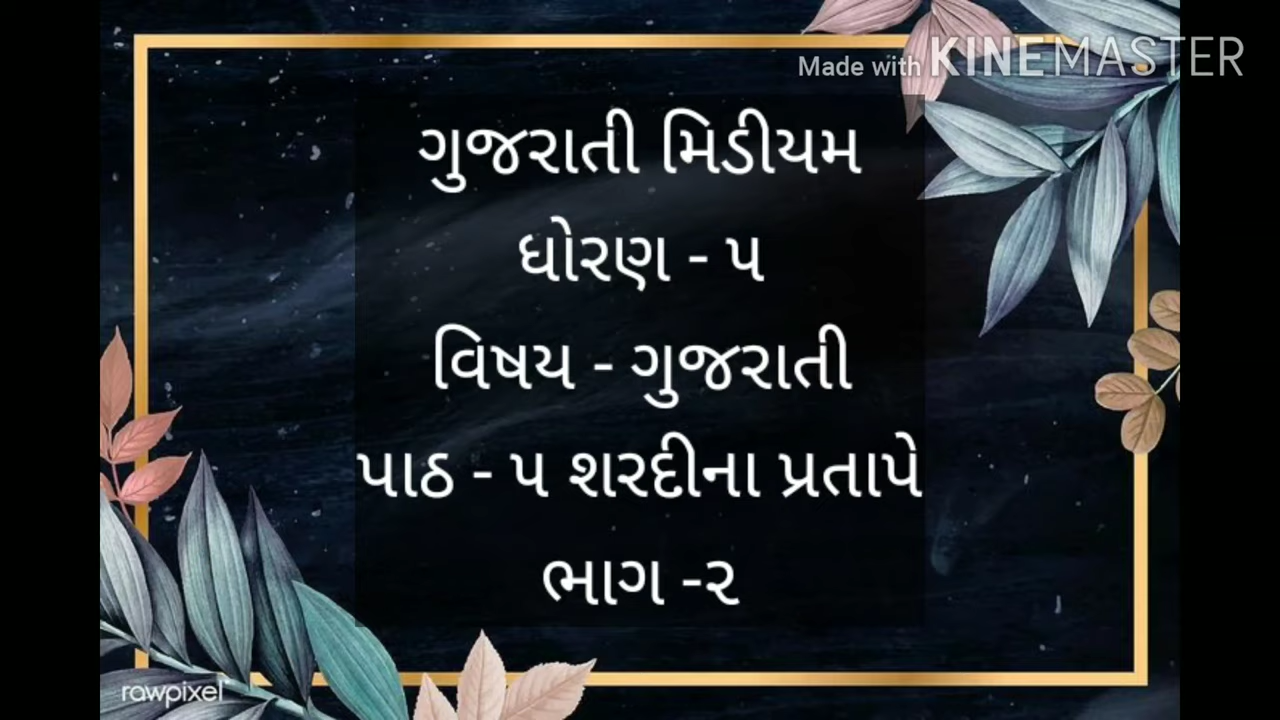 Made with KINEMASTER
ગુજરાતી મિડીયમ
ધોરણ - ૫
વિષય - ગુજરાતી
પાઠ - ૫ શરદીના પ્રતાપે
ભાગ -૨
rawpixel